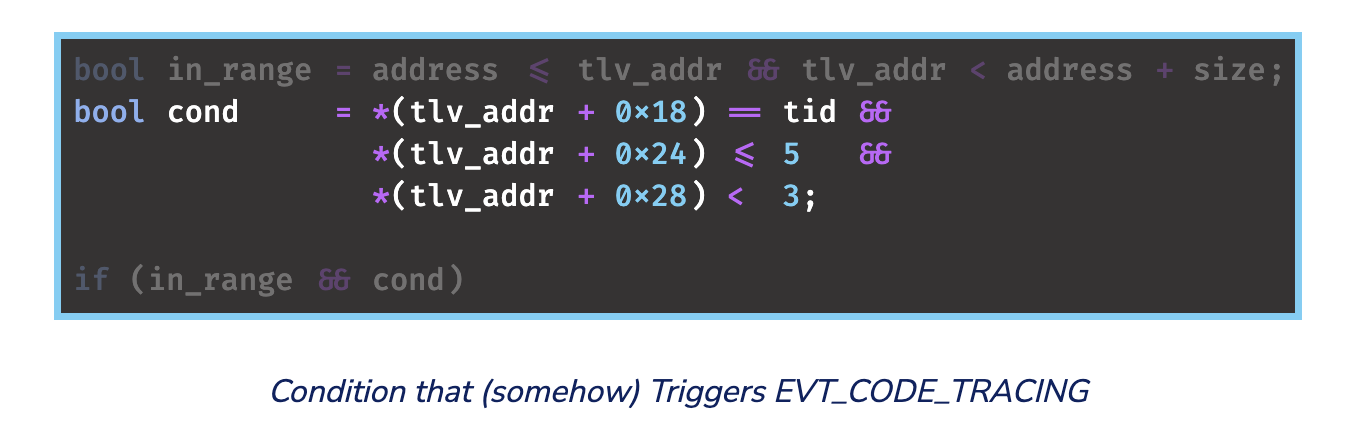 bool in_range = address <= tlv_addr && tlv_addr < address + size;
bool cond     = *(tlv_addr + 0x18) == tid &&
                *(tlv_addr + 0x24) <= 5   &&
                *(tlv_addr + 0x28) <  3;
if (in_range && cond)
Condition that (somehow) Triggers EVT_CODE_TRACING